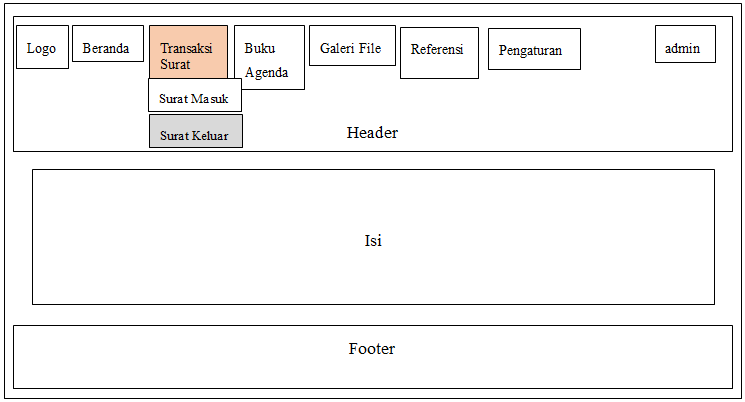 Logo
Beranda
Transaksi
Surat
Buku
Agenda
Galeri File
Referensi
Pengaturan
admin
Surat Masuk
Surat Keluar
Header
Isi
Footer